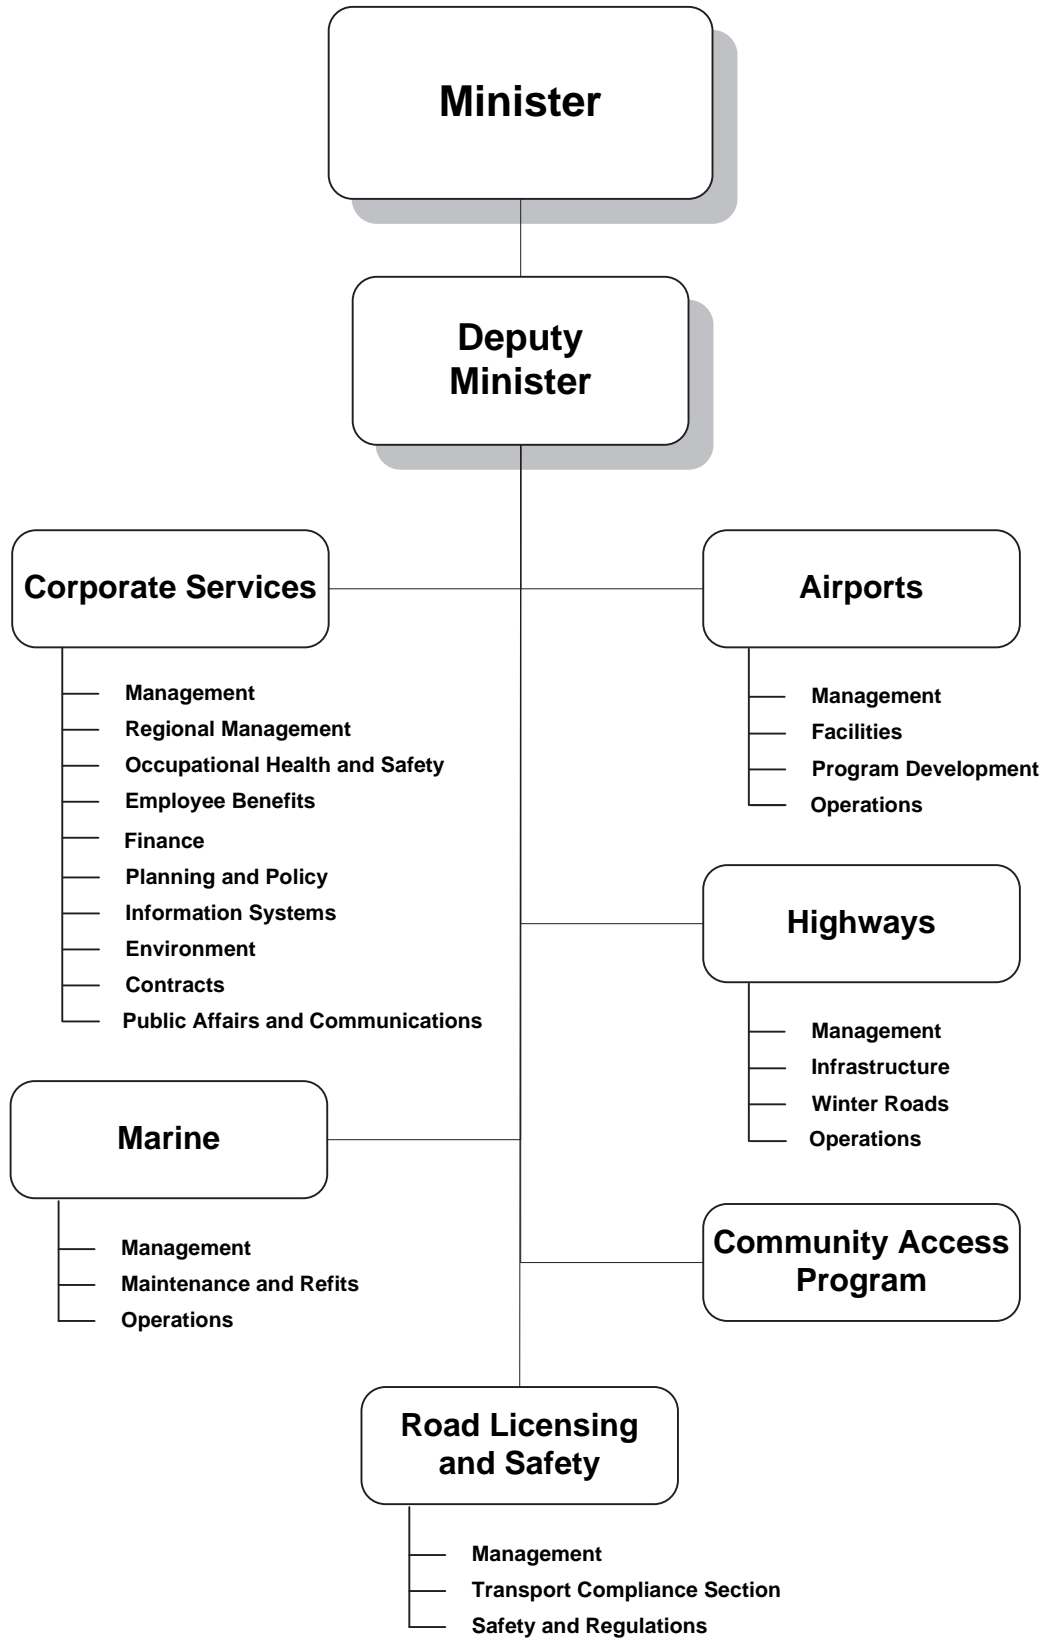 Minister
Deputy
Minister
Corporate Services
Management
Regional Management
Occupational Health and Safety
Employee Benefits
Finance
Planning and Policy
Information Systems
Environment
Contracts
Public Affairs and Communications
Airports
Management
Facilities
Program Development
Operations
Highways
Management
Infrastructure
Winter Roads
Operations
Marine
Management
Maintenance and Refits
Operations
Community Access
Program
Road Licensing
and Safety
Management
Transport Compliance Section
Safety and Regulations